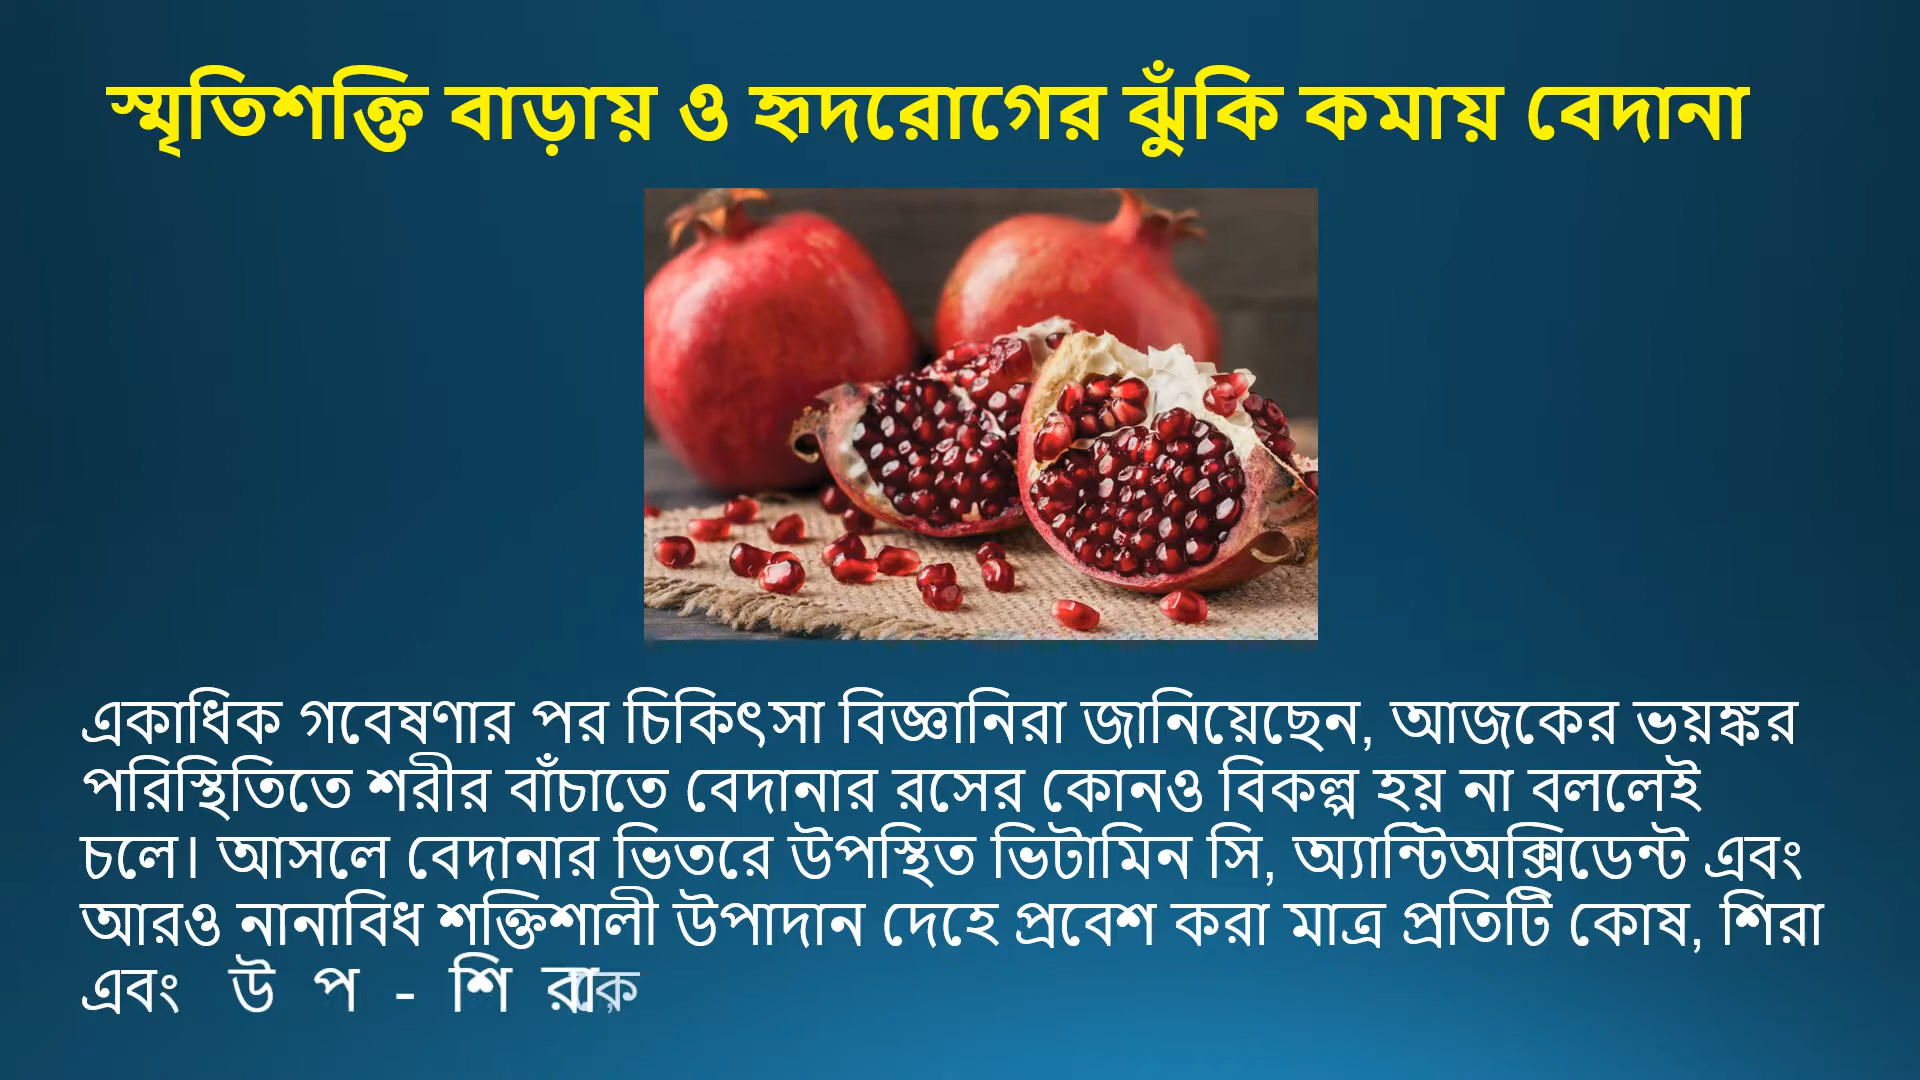 স্মৃতিশক্তি বাড়ায় ও হৃদরোগের ঝুঁকি কমায় বেদানা
একাধিক গবেষণার পর চিকিৎসা বিজ্ঞানিরা জানিয়েছেন, আজকের ভয়ঙ্কর
পরিস্থিতিতে শরীর বাঁচাতে বেদানার রসের কোনও বিকল্প হয় না বললেই
চলে। আসলে বেদানার ভিতরে উপস্থিত ভিটামিন সি, অ্যান্টিঅক্সিডেন্ট এবং
আরও নানাবিধ শক্তিশালী উপাদান দেহে প্রবেশ করা মাত্র প্রতিটি কোষ, শিরা
এবং উপ-শিরা